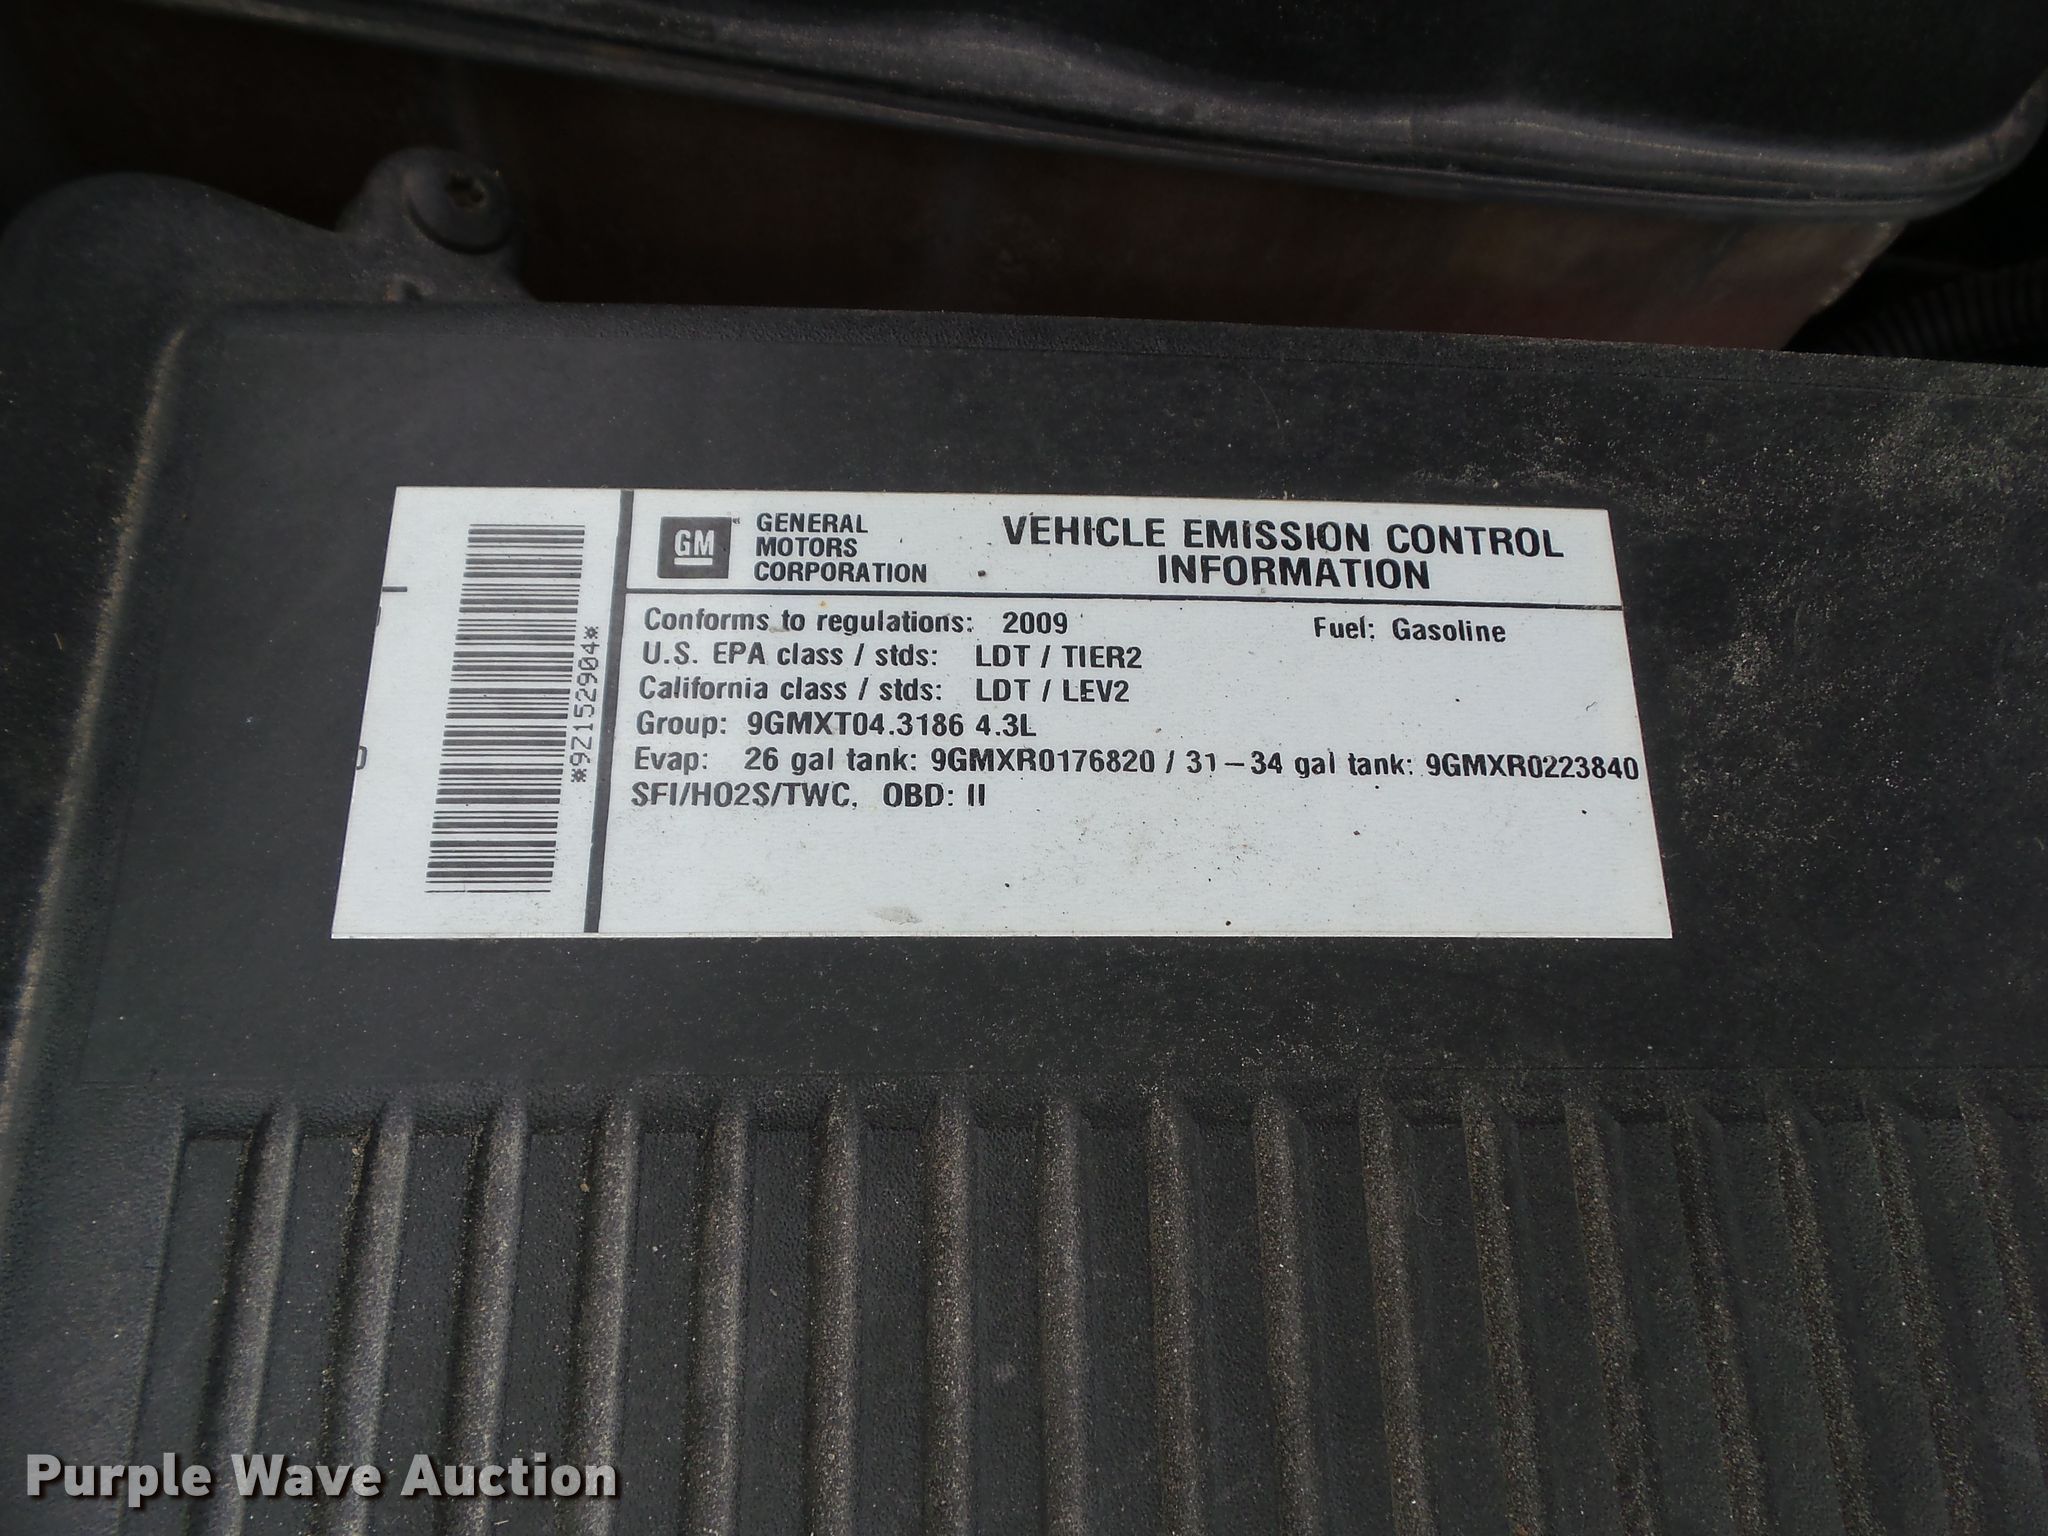 *92152904*
GM
GENERAL
MOTORS
CORPORATION
VEHICLE EMISSION CONTROL
INFORMATION
Conforms to regulations: 2009 Fuel: Gasoline
U.S. EPA class / stds: LDT / TIER2
California class / stds: LDT / LEV2
Group: 9GMXT04.3186 4.3L
Evap: 26 gal tank: 9GMXR0176820 / 31-34 gal tank: 9GMXR0223840
SFI/HO2S/TWC, OBD: II
Purple Wave Auction